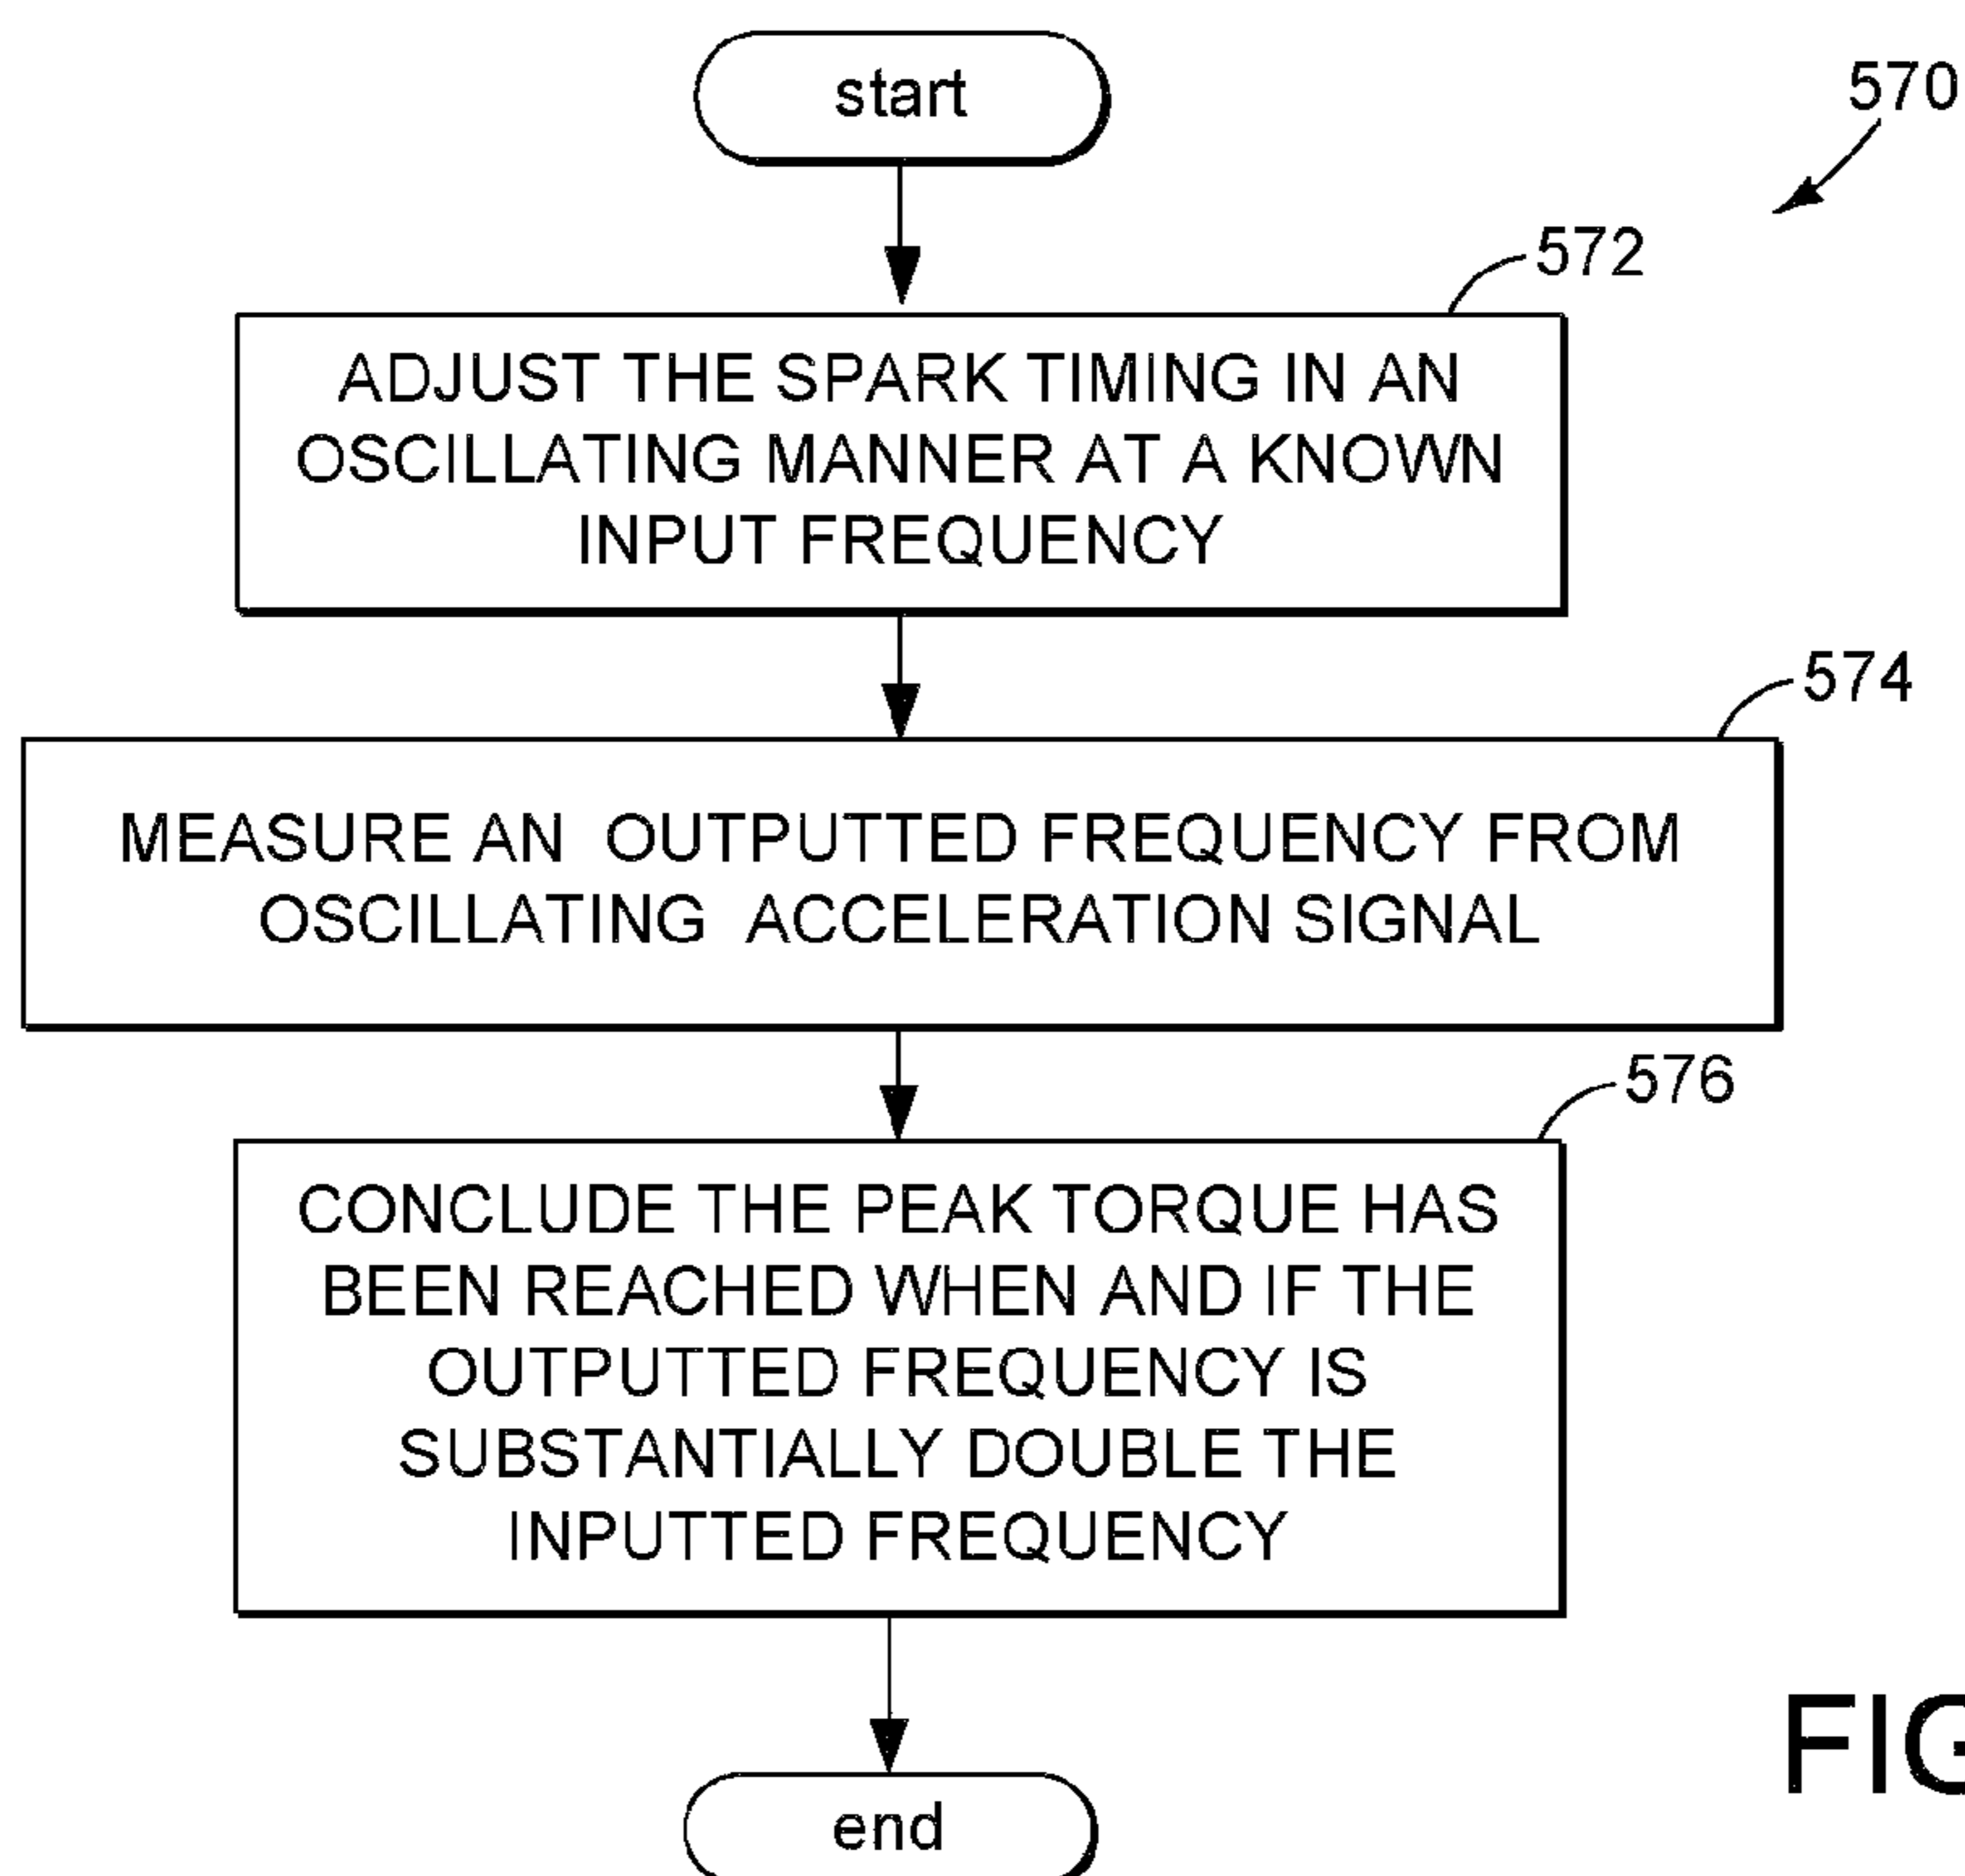 start
570
572
ADJUST THE SPARK TIMING IN AN
OSCILLATING MANNER AT A KNOWN
INPUT FREQUENCY
574
MEASURE AN OUTPUTTED FREQUENCY FROM
OSCILLATING ACCELERATION SIGNAL
576
CONCLUDE THE PEAK TORQUE HAS
BEEN REACHED WHEN AND IF THE
OUTPUTTED FREQUENCY IS
SUBSTANTIALLY DOUBLE THE
INPUTTED FREQUENCY
FIG
end